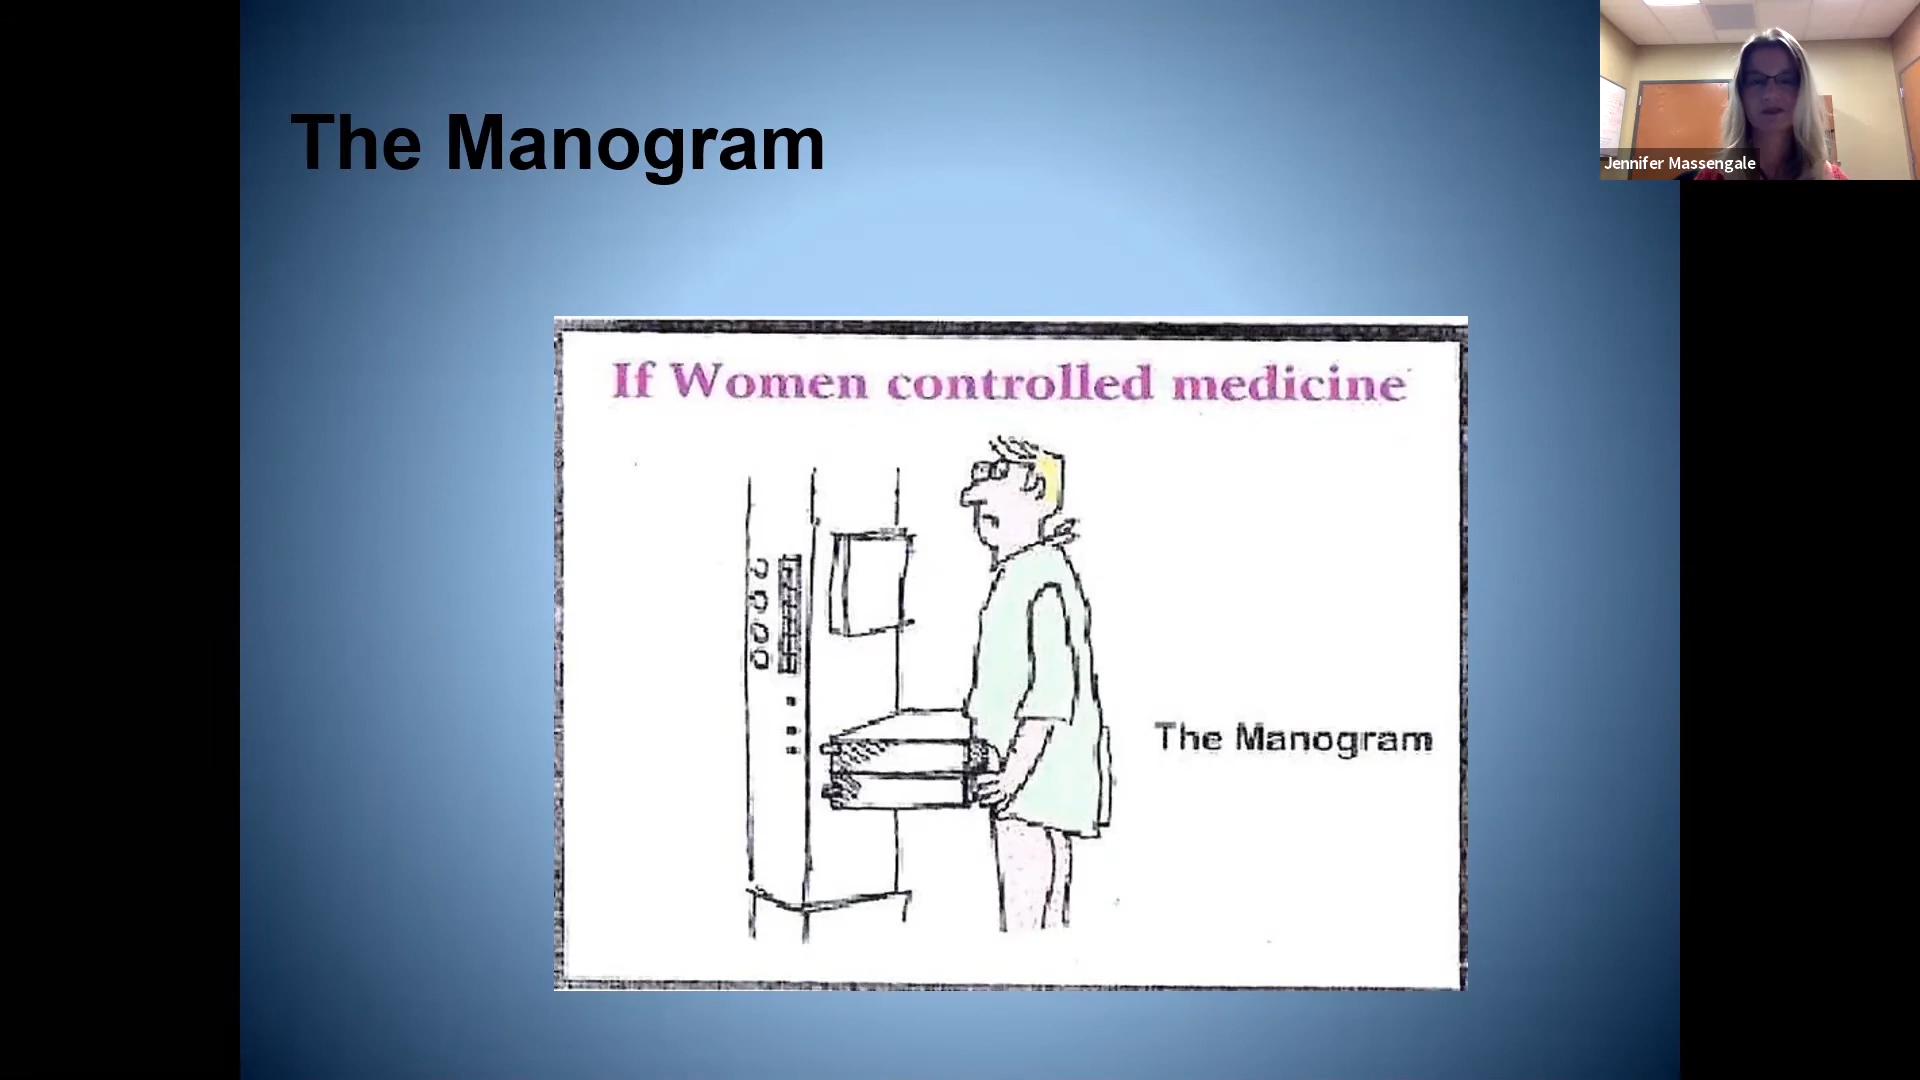 The Manogram
Jennifer Massengale
If Women controlled medicine
The Manogram